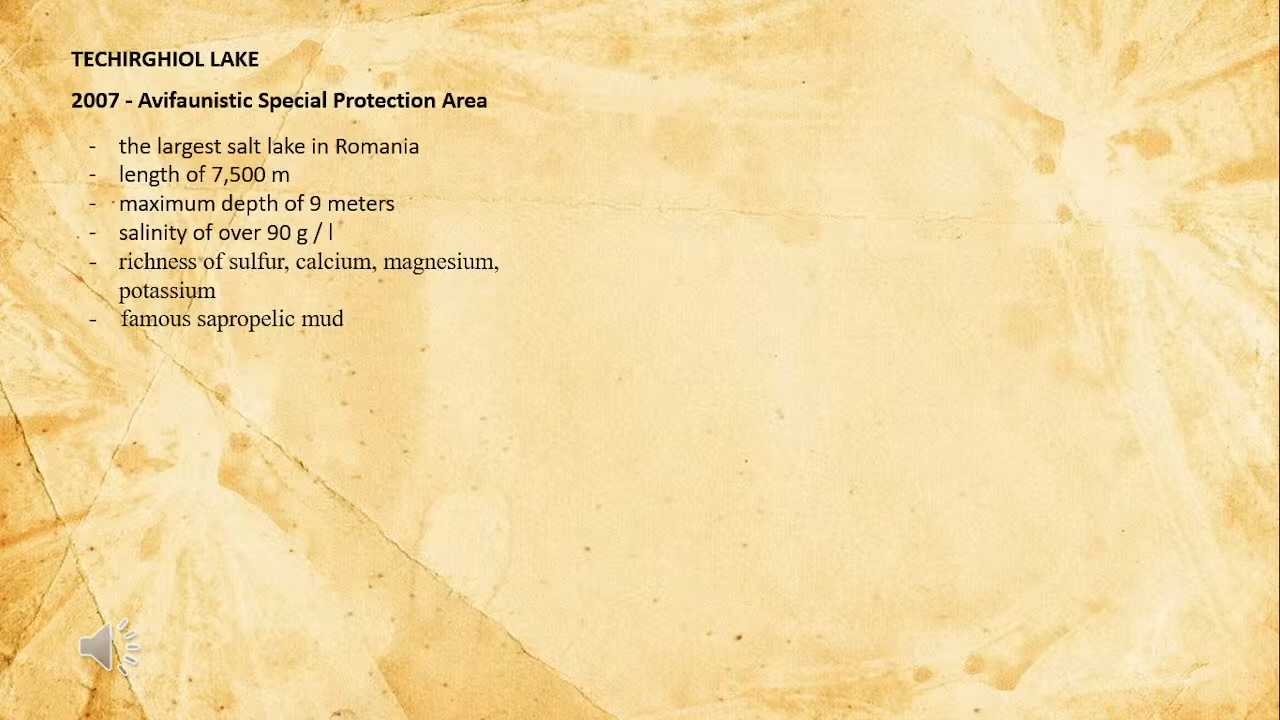 TECHIRGHIOL LAKE
2007 - Avifaunistic Special Protection Area
- the largest salt lake in Romania
- length of 7,500 m
- maximum depth of 9 meters
- salinity of over 90 g / l
- richness of sulfur, calcium, magnesium,
potassium
- famous sapropelic mud